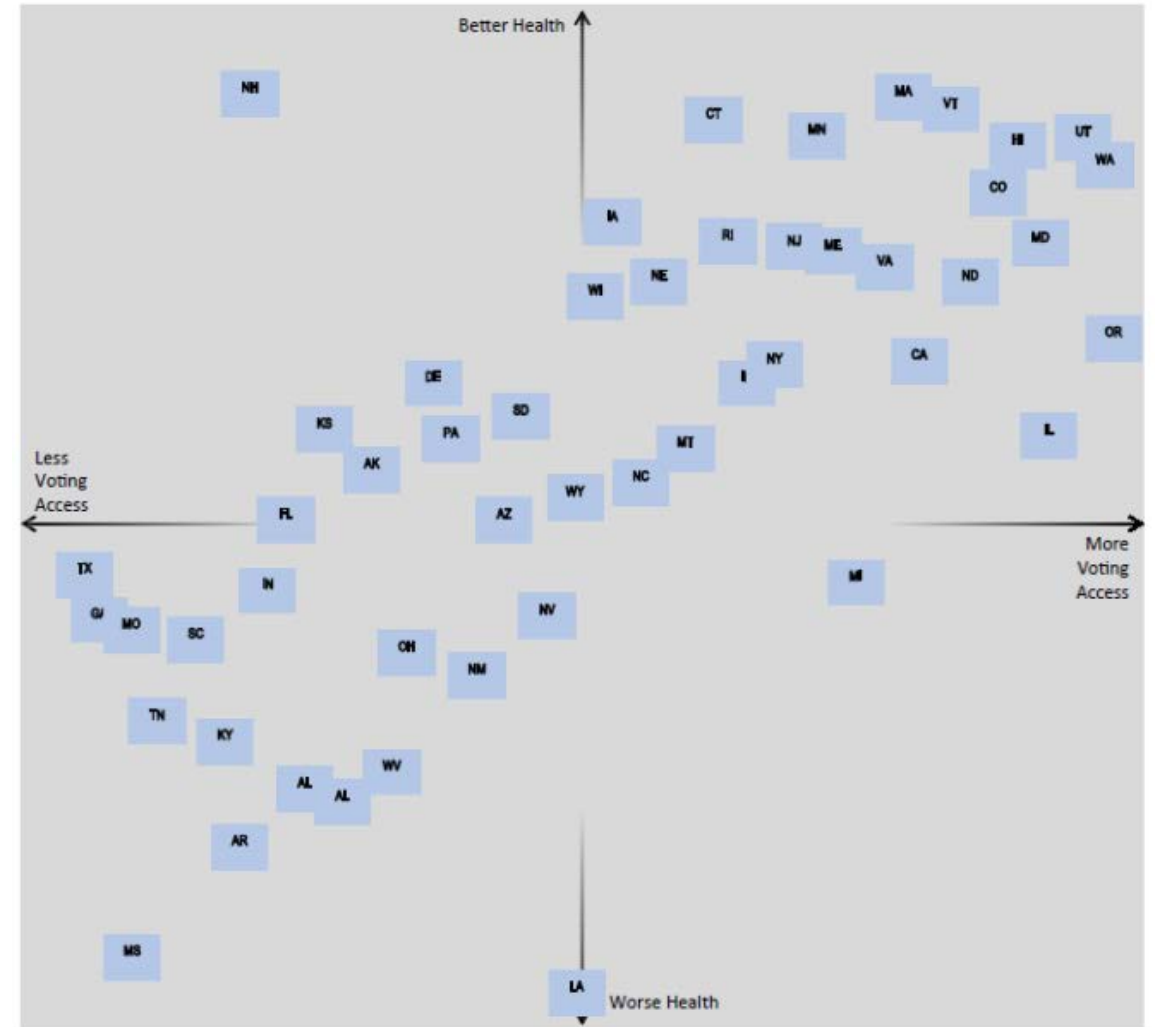 Better Health
NH
MA
VT
CT
MN
UT
HI
WA
CO
IA
RI
NJ
ME
MD
VA
NE
ND
WI
OR
NY
CA
DE
I
SD
KS
PA
IL
MT
AK
Less
Voting
Access
NC
WY
FL
AZ
More
Voting
Access
TX
MI
IN
GA
MO
SC
NV
OH
NM
TN
KY
WV
AL
AL
AR
MS
LA
Worse Health